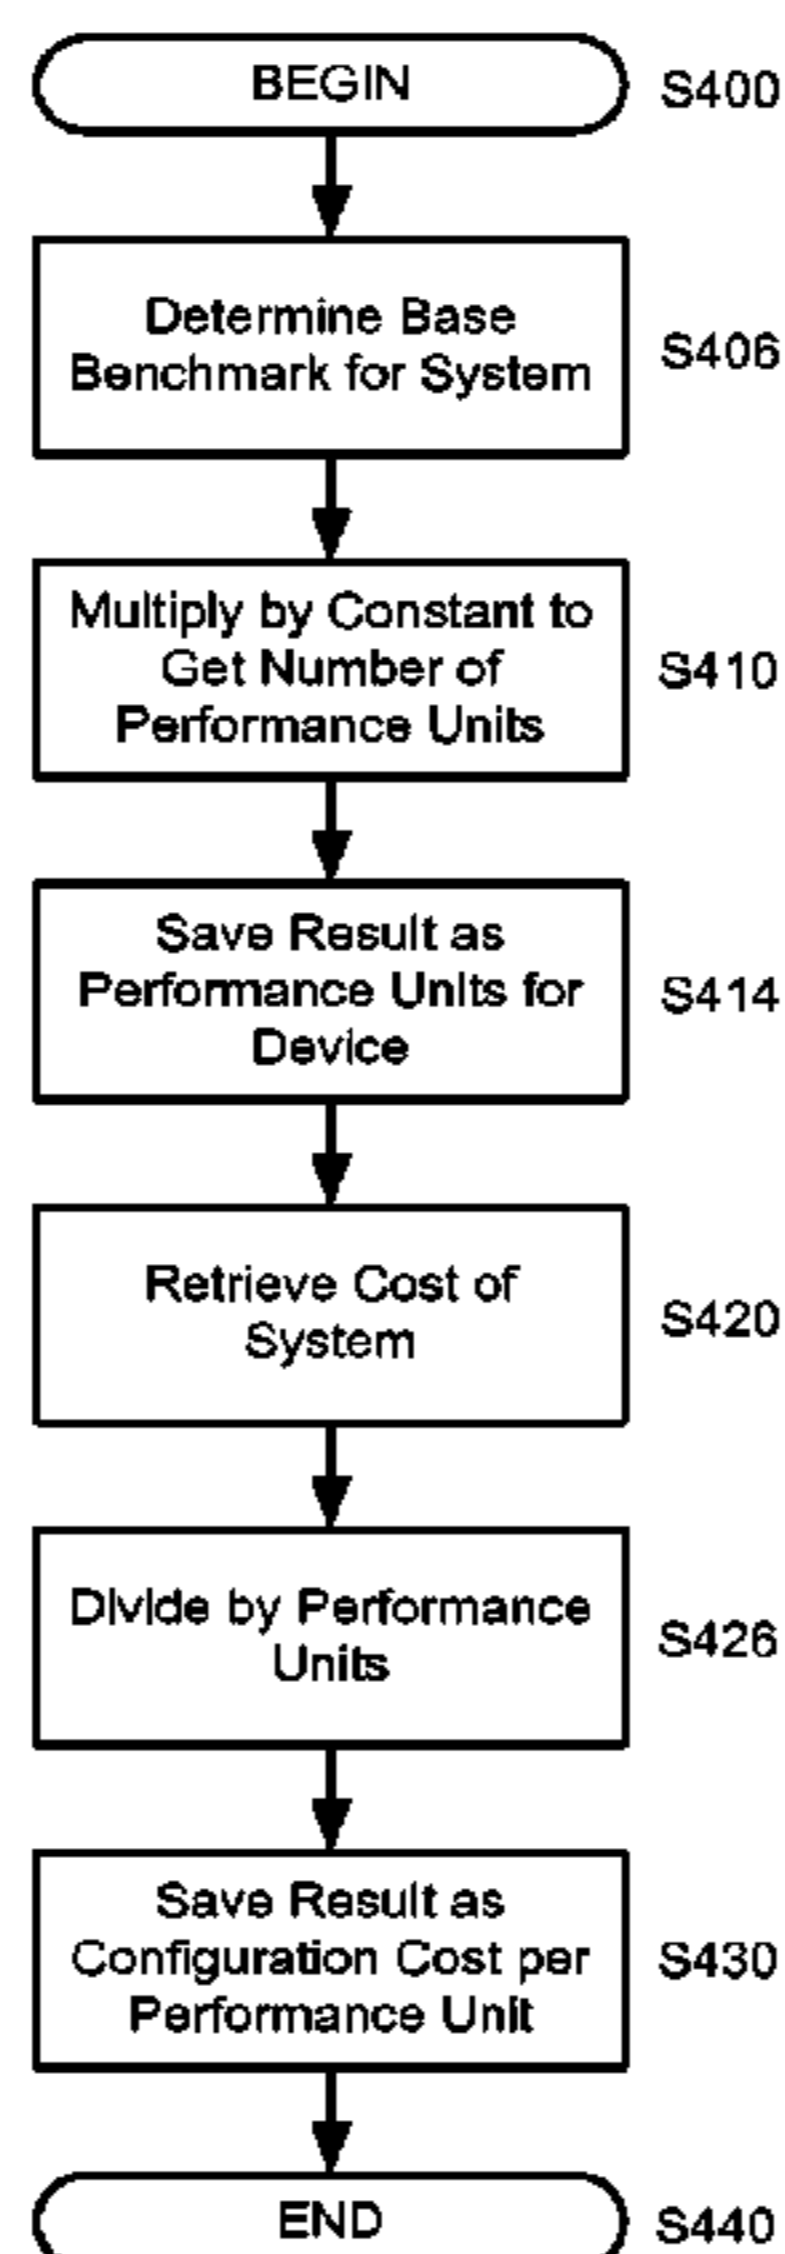 BEGIN
S400
Determine Base
Benchmark for System
S406
Multiply by Constant to
Get Number of
Performance Units
S410
Save Result as
Performance Units for
Device
S414
Retrieve Cost of
System
S420
Divide by Performance
Units
S426
Save Result as
Configuration Cost per
Performance Unit
S430
END
S440